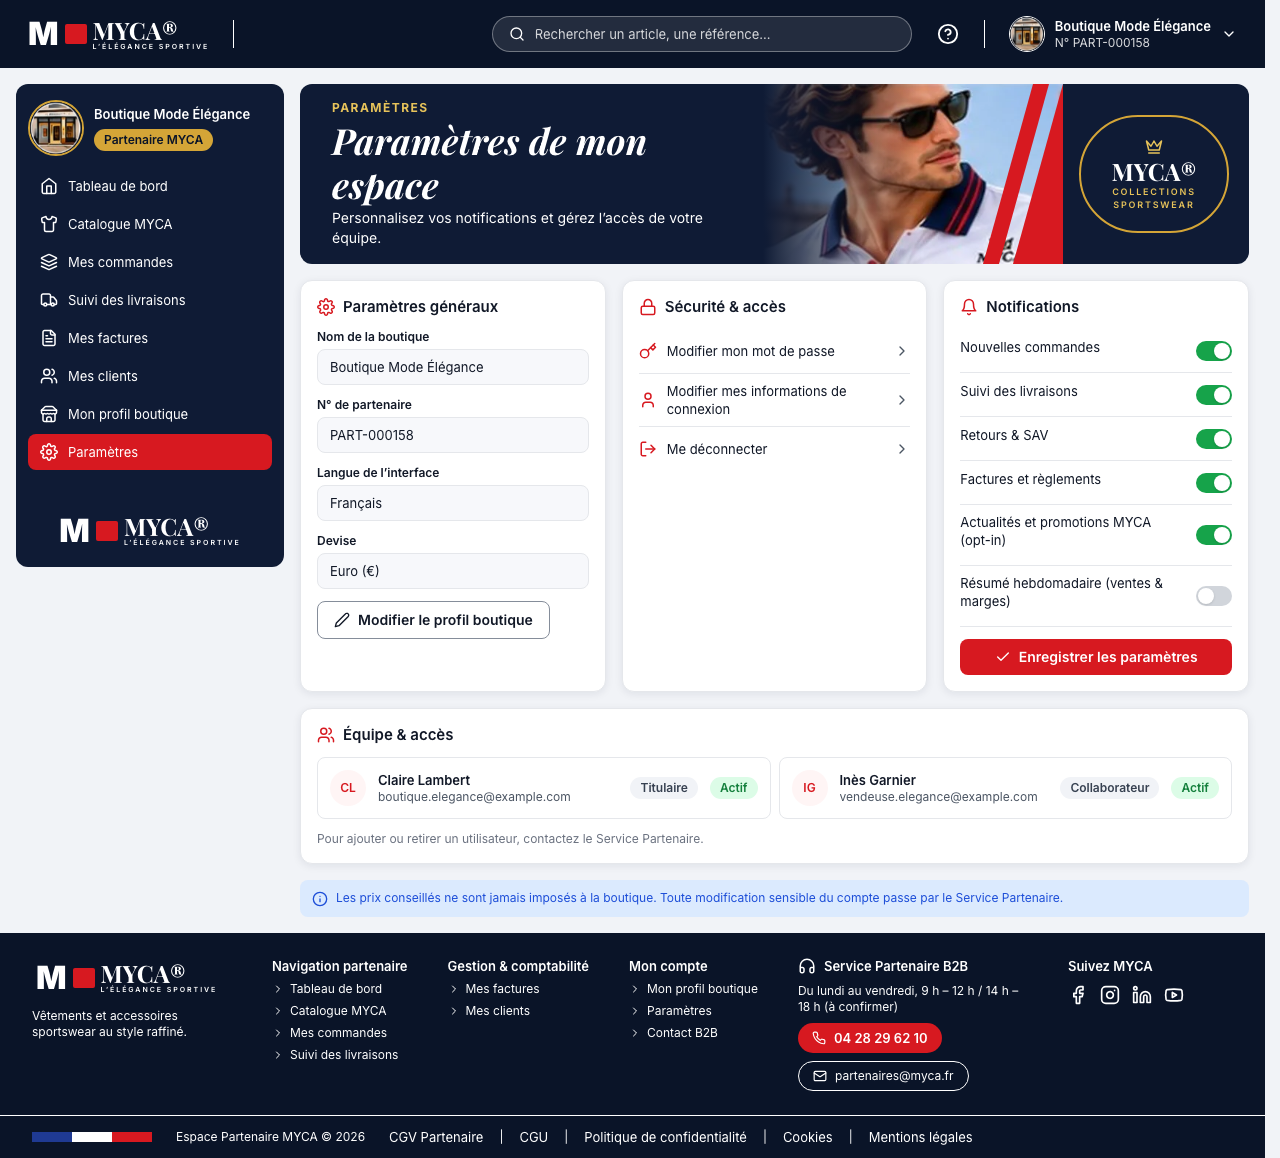 M MYCA®
L'ÉLÉGANCE SPORTIVE
Rechercher un article, une référence...
Boutique Mode Élégance
N° PART-000158
Boutique Mode Élégance
Partenaire MYCA
Tableau de bord
Catalogue MYCA
Mes commandes
Suivi des livraisons
Mes factures
Mes clients
Mon profil boutique
Paramètres
M MYCA®
L'ÉLÉGANCE SPORTIVE
PARAMÈTRES
Paramètres de mon
espace
Personnalisez vos notifications et gérez l’accès de votre
équipe.
MYCA®
COLLECTIONS
SPORTSWEAR
Paramètres généraux
Nom de la boutique
Boutique Mode Élégance
N° de partenaire
PART-000158
Langue de l’interface
Français
Devise
Euro (€)
Modifier le profil boutique
Sécurité & accès
Modifier mon mot de passe
Modifier mes informations de
connexion
Me déconnecter
Notifications
Nouvelles commandes
Suivi des livraisons
Retours & SAV
Factures et règlements
Actualités et promotions MYCA
(opt-in)
Résumé hebdomadaire (ventes &
marges)
Enregistrer les paramètres
Équipe & accès
CL
Claire Lambert
boutique.elegance@example.com
Titulaire
Actif
IG
Inès Garnier
vendeuse.elegance@example.com
Collaborateur
Actif
Pour ajouter ou retirer un utilisateur, contactez le Service Partenaire.
Les prix conseillés ne sont jamais imposés à la boutique. Toute modification sensible du compte passe par le Service Partenaire.
M MYCA®
L'ÉLÉGANCE SPORTIVE
Vêtements et accessoires
sportswear au style raffiné.
Navigation partenaire
Tableau de bord
Catalogue MYCA
Mes commandes
Suivi des livraisons
Gestion & comptabilité
Mes factures
Mes clients
Mon compte
Mon profil boutique
Paramètres
Contact B2B
Service Partenaire B2B
Du lundi au vendredi, 9 h – 12 h / 14 h –
18 h (à confirmer)
04 28 29 62 10
partenaires@myca.fr
Suivez MYCA
Espace Partenaire MYCA © 2026
CGV Partenaire
CGU
Politique de confidentialité
Cookies
Mentions légales